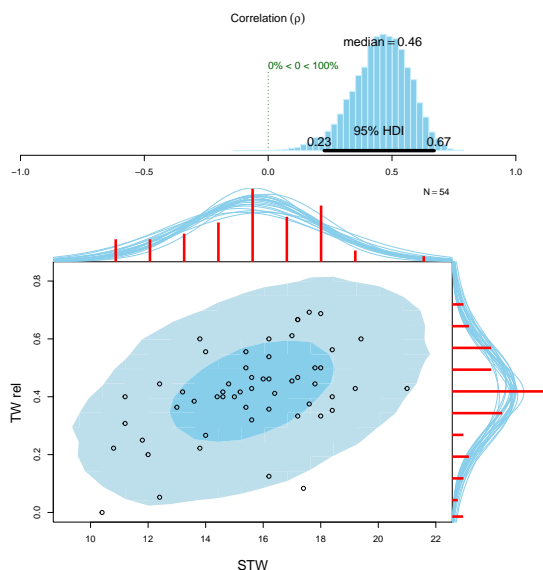 Correlation (ρ)
median = 0.46
0% < 0 < 100%
95% HDI
0.23 0.67
−1.0 −0.5 0.0 0.5 1.0
N = 54
0.8
0.6
0.4
0.2
0.0
TW rel
10 12 14 16 18 20 22
STW